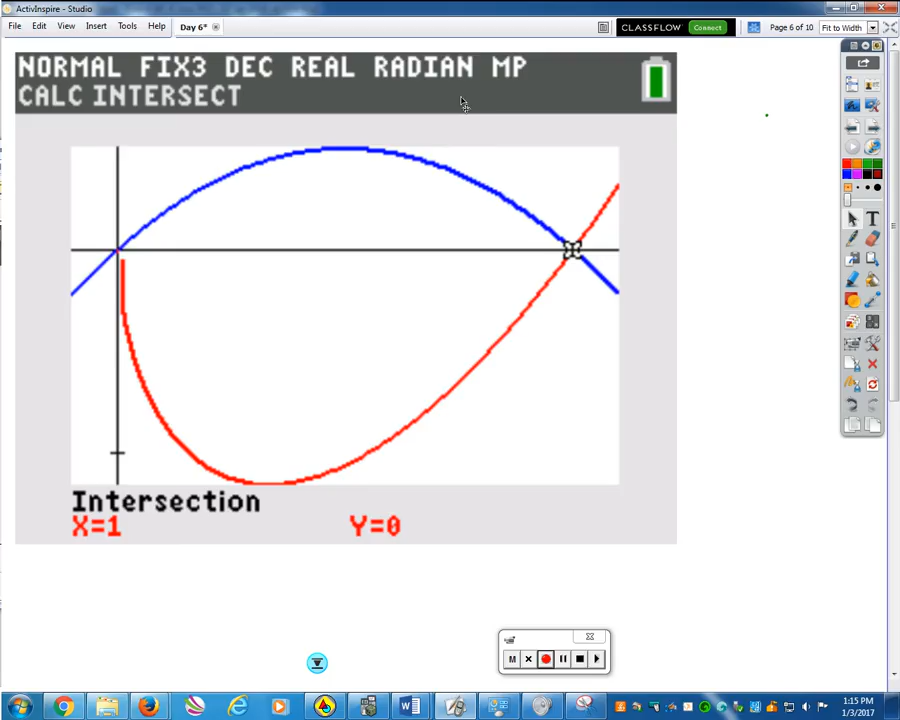 ActivInspire - Studio
File Edit View Insert Tools Help
Day 6*
CLASSFLOW Connect
Page 6 of 10
Fit to Width
NORMAL FIX3 DEC REAL RADIAN MP
CALC INTERSECT
T
Intersection
X=1 Y=0
M
W
1:15 PM
1/3/2017